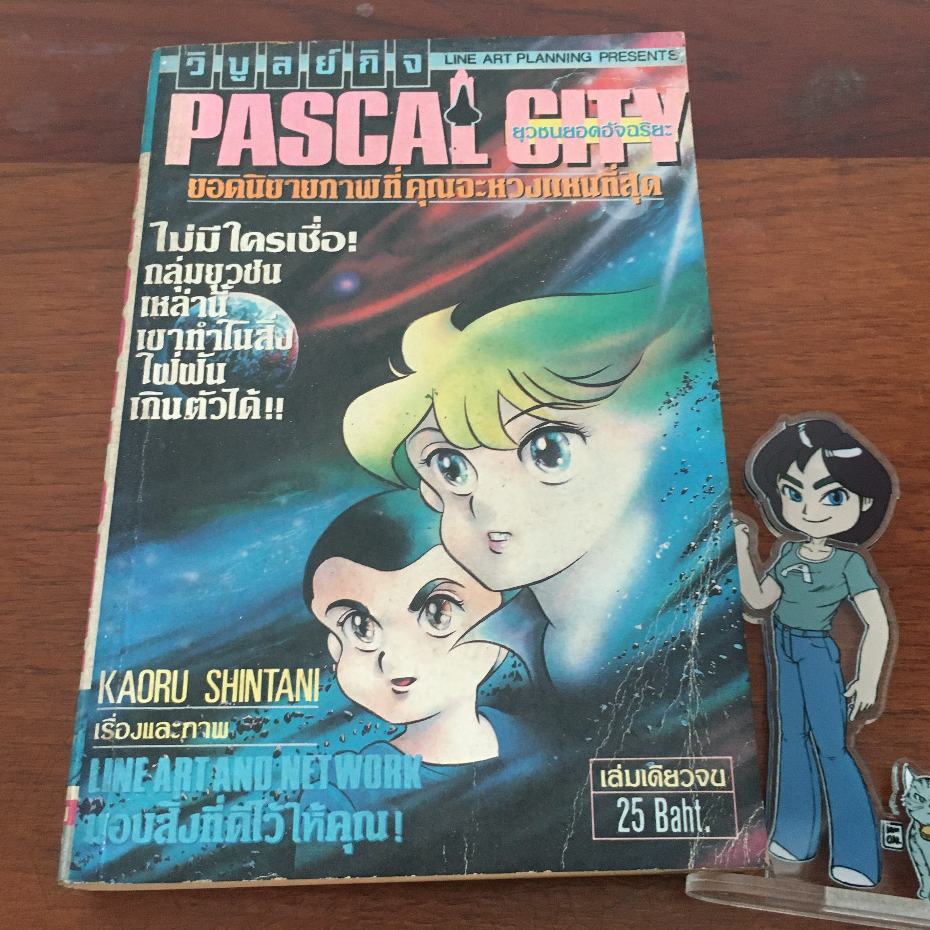 วิบูลย์กิจ
LINE ART PLANNING PRESENTS
PASCAL CITY
ยุวชนยอดอัจฉริยะ
ยอดนิยายภาพที่คุณจะหวงแหนที่สุด
ไม่มีใครเชื่อ!
กลุ่มยุวชน
เหล่านี้
เขาทำในสิ่ง
ใฝ่ฝัน
เกินตัวได้!!
KAORU SHINTANI
เรื่องและภาพ
LINE ART AND NETWORK
มอบสิ่งที่ดีไว้ให้คุณ!
เล่มเดียวจบ
25 Baht.
A